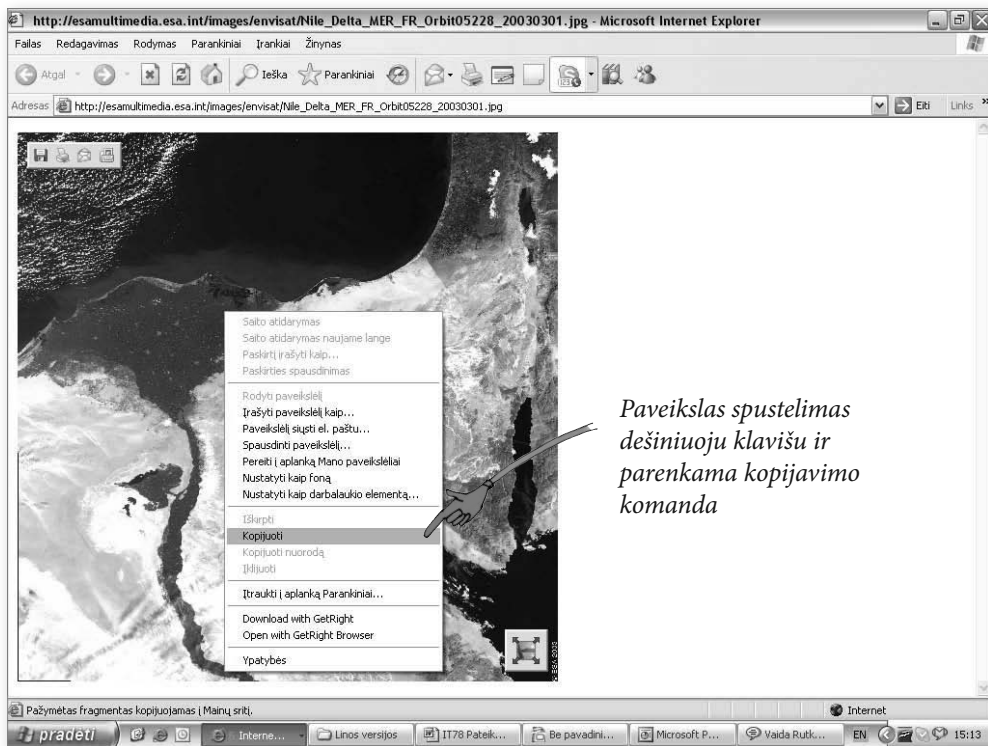 http://esamultimedia.esa.int/images/envisat/Nile_Delta_MER_FR_Orbit05228_20030301.jpg - Microsoft Internet Explorer
Failas Redagavimas Rodymas Parankiniai Įrankiai Žinynas
Atgal Ieška Parankiniai
Adresas http://esamultimedia.esa.int/images/envisat/Nile_Delta_MER_FR_Orbit05228_20030301.jpg Eiti Links »
Saito atidarymas
Saito atidarymas naujame lange
Paskirtį įrašyti kaip...
Paskirties spausdinimas
Rodyti paveikslėlį
Įrašyti paveikslėlį kaip...
Paveikslėlį siųsti el. paštu...
Spausdinti paveikslėlį...
Pereiti į aplanką Mano paveikslėliai
Nustatyti kaip foną
Nustatyti kaip darbalaukio elementą...
Iškirpti
Kopijuoti
Kopijuoti nuorodą
Įklijuoti
Įtraukti į aplanką Parankiniai...
Download with GetRight
Open with GetRight Browser
Ypatybės
Paveikslas spustelimas
dešiniuoju klavišu ir
parenkama kopijavimo
komanda
ESA 2003
Pažymėtas fragmentas kopijuojamas į Mainų sritį. Internet
pradėti Interne... Linos versijos IT78 Pateik... Be pavadini... Microsoft P... Vaida Rutk... EN 15:13